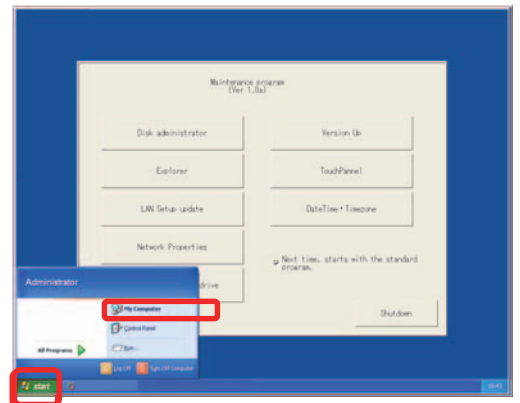 Maintenance program
(Ver 1.0a)
Disk administrator
Version Up
Explorer
TouchPannel
LAN Setup update
DateTime・Timezone
Network Properties
Next time, starts with the standard
program.
drive
Shutdown
Administrator
My Computer
Control Panel
All Programs
Run...
Log Off
Turn Off Computer
start